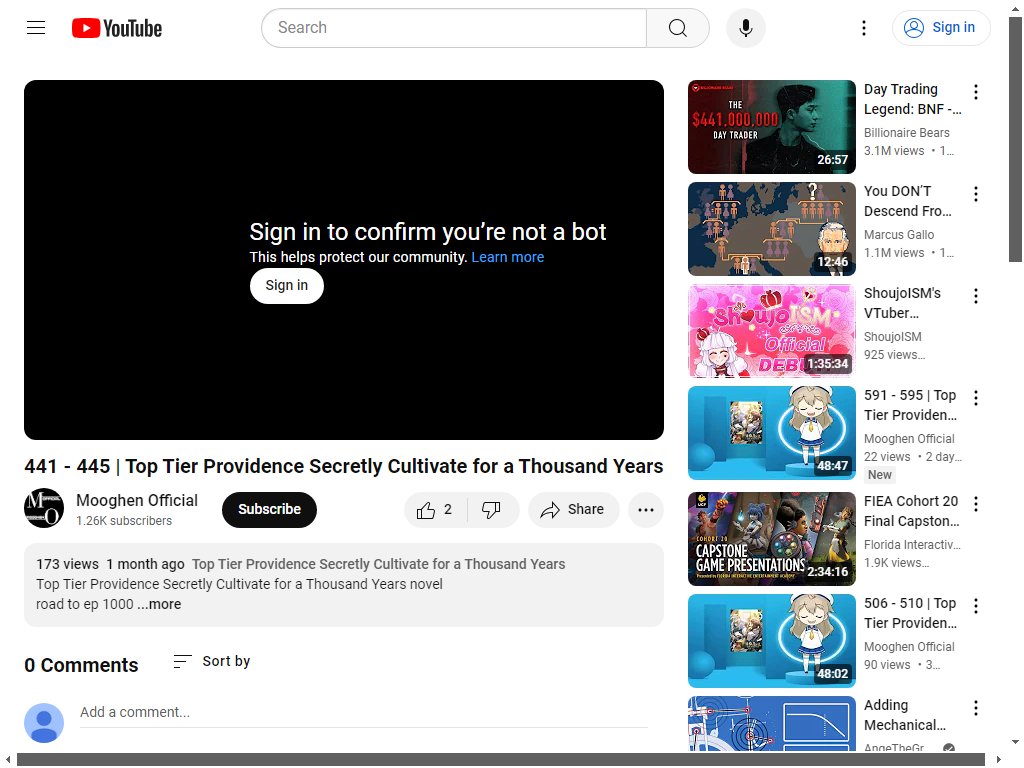 YouTube
Search
Sign in
Sign in to confirm you're not a bot
This helps protect our community. Learn more
Sign in
441 - 445 | Top Tier Providence Secretly Cultivate for a Thousand Years
Mooghen Official
1.26K subscribers
Subscribe
2
Share
173 views 1 month ago Top Tier Providence Secretly Cultivate for a Thousand Years
Top Tier Providence Secretly Cultivate for a Thousand Years novel
road to ep 1000 ...more
0 Comments
Sort by
Add a comment...
THE
$441,000,000
DAY TRADER
26:57
Day Trading
Legend: BNF -...
Billionaire Bears
3.1M views • 1...
?
12:46
You DON'T
Descend Fro...
Marcus Gallo
1.1M views • 1...
ShoujoISM
Official
DEBU
1:35:34
ShoujoISM's
VTuber...
ShoujoISM
925 views...
48:47
591 - 595 | Top
Tier Providen...
Mooghen Official
22 views • 2 day...
New
UCF
COHORT 20
CAPSTONE
GAME PRESENTATIONS
Presented by FLORIDA INTERACTIVE ENTERTAINMENT ACADEMY
2:34:16
FIEA Cohort 20
Final Capston...
Florida Interactiv...
1.9K views...
48:02
506 - 510 | Top
Tier Providen...
Mooghen Official
90 views • 3...
Adding
Mechanical...
AngeTheGr...